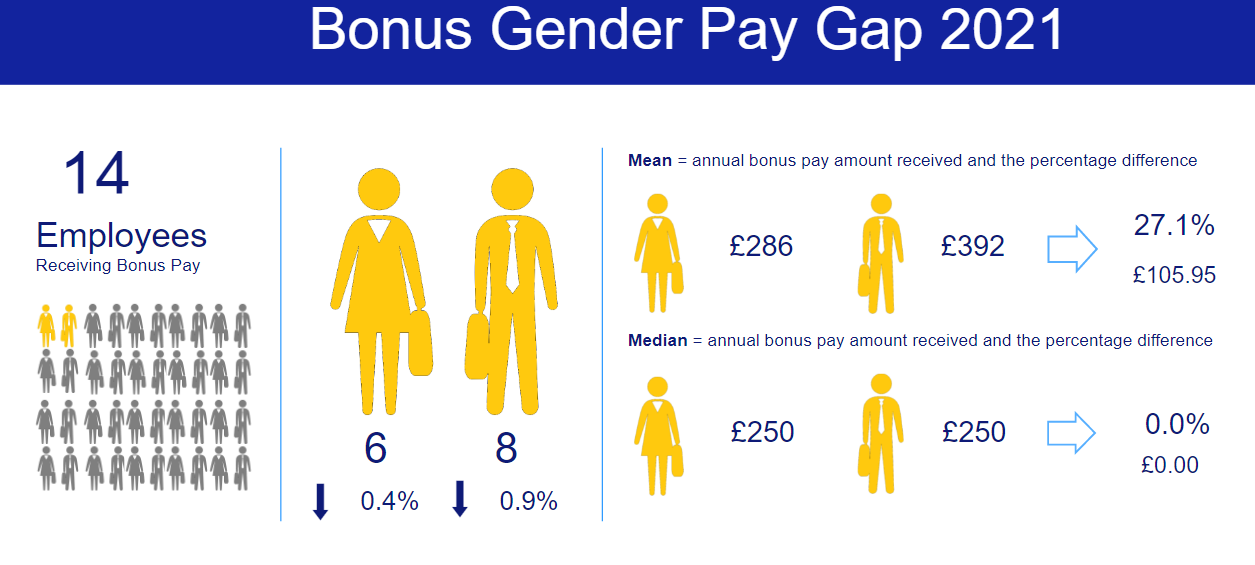 Bonus Gender Pay Gap 2021
14
Employees
Receiving Bonus Pay
6
8
0.4%
0.9%
Mean = annual bonus pay amount received and the percentage difference
£286
£392
27.1%
£105.95
Median = annual bonus pay amount received and the percentage difference
£250
£250
0.0%
£0.00